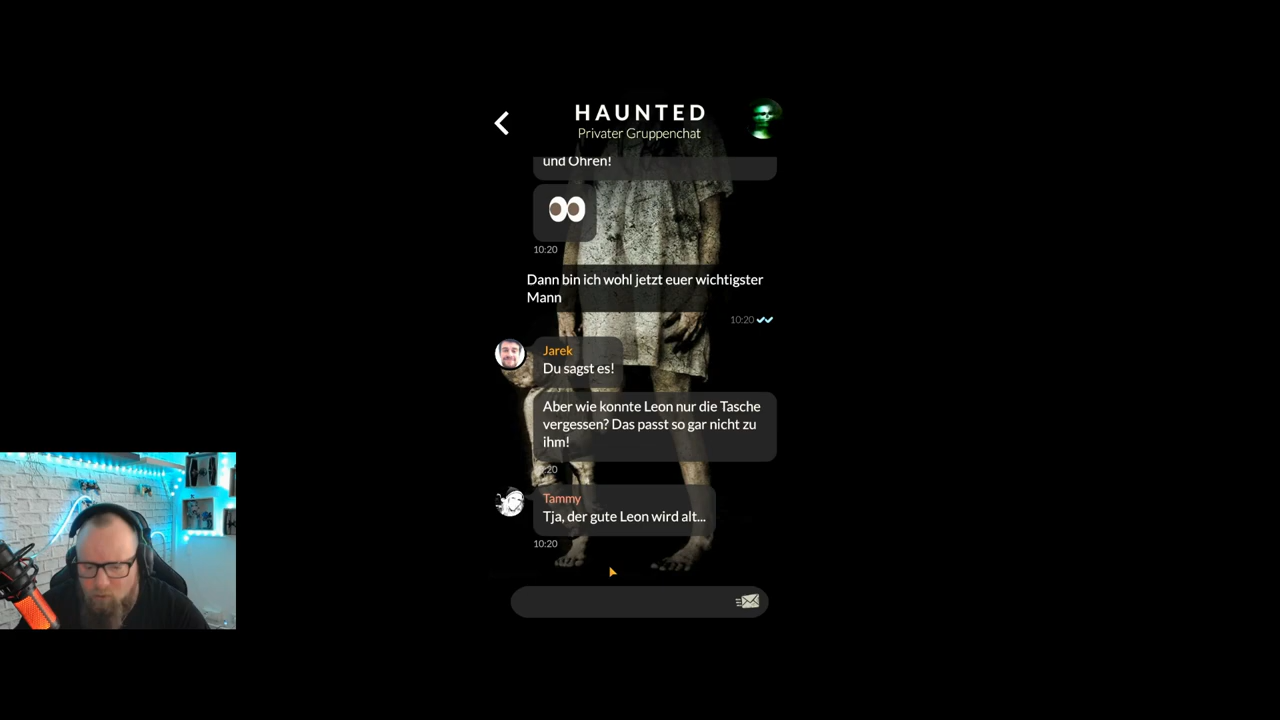 HAUNTED
Privater Gruppenchat
und Ohren!
10:20
Dann bin ich wohl jetzt euer wichtigster
Mann
10:20
Jarek
Du sagst es!
Aber wie konnte Leon nur die Tasche
vergessen? Das passt so gar nicht zu
ihm!
10:20
Tammy
Tja, der gute Leon wird alt...
10:20